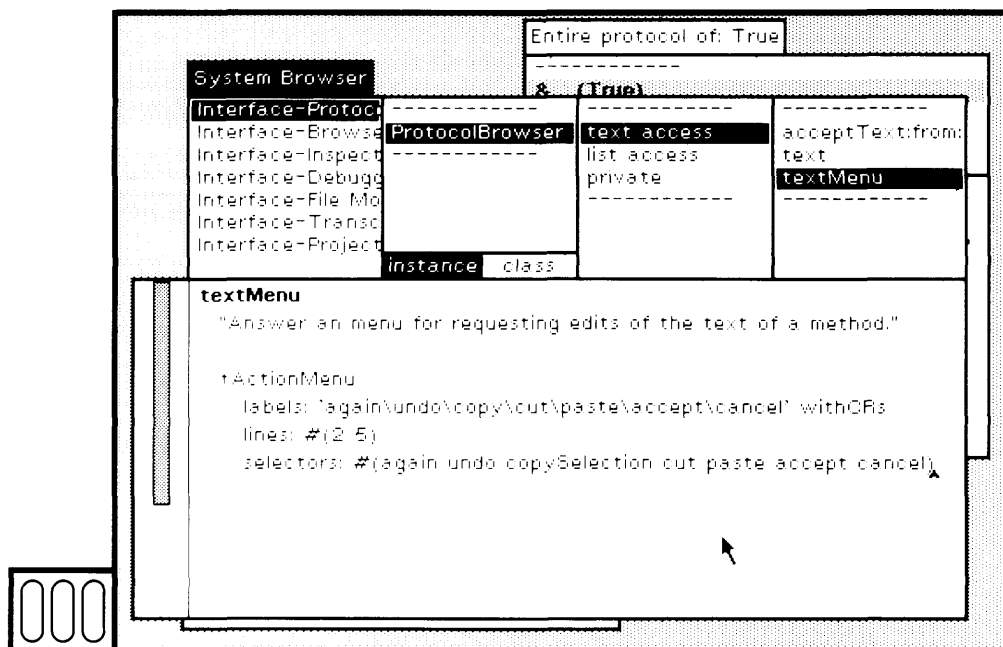 Entire protocol of: True
-------------
& (True)
System Browser
Interface-Protoc
Interface-Browse
Interface-Inspect
Interface-Debugg
Interface-File Mo
Interface-Transc
Interface-Project
-------------
ProtocolBrowser
-------------
instance class
-------------
text access
list access
private
-------------
-------------
acceptText:from:
text
textMenu
-------------
textMenu
"Answer an menu for requesting edits of the text of a method."
↑ActionMenu
labels: 'again\undo\copy\cut\paste\accept\cancel' withCRs
lines: #(2 5)
selectors: #(again undo copySelection cut paste accept cancel)